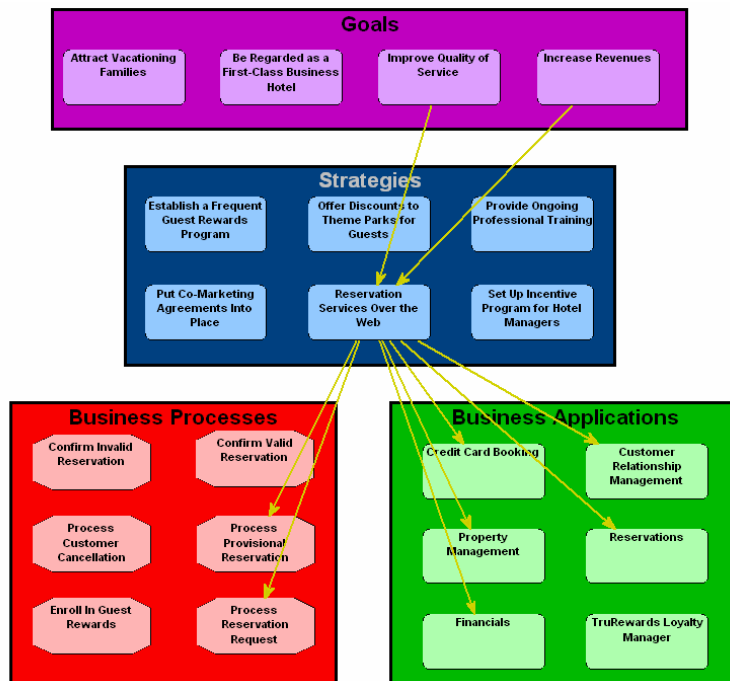 Goals
Attract Vacationing
Families
Be Regarded as a
First-Class Business
Hotel
Improve Quality of
Service
Increase Revenues
Strategies
Establish a Frequent
Guest Rewards
Program
Offer Discounts to
Theme Parks for
Guests
Provide Ongoing
Professional Training
Put Co-Marketing
Agreements Into
Place
Reservation
Services Over the
Web
Set Up Incentive
Program for Hotel
Managers
Business Processes
Confirm Invalid
Reservation
Confirm Valid
Reservation
Process
Customer
Cancellation
Process
Provisional
Reservation
Enroll In Guest
Rewards
Process
Reservation
Request
Business Applications
Credit Card Booking
Customer
Relationship
Management
Property
Management
Reservations
Financials
TruRewards Loyalty
Manager